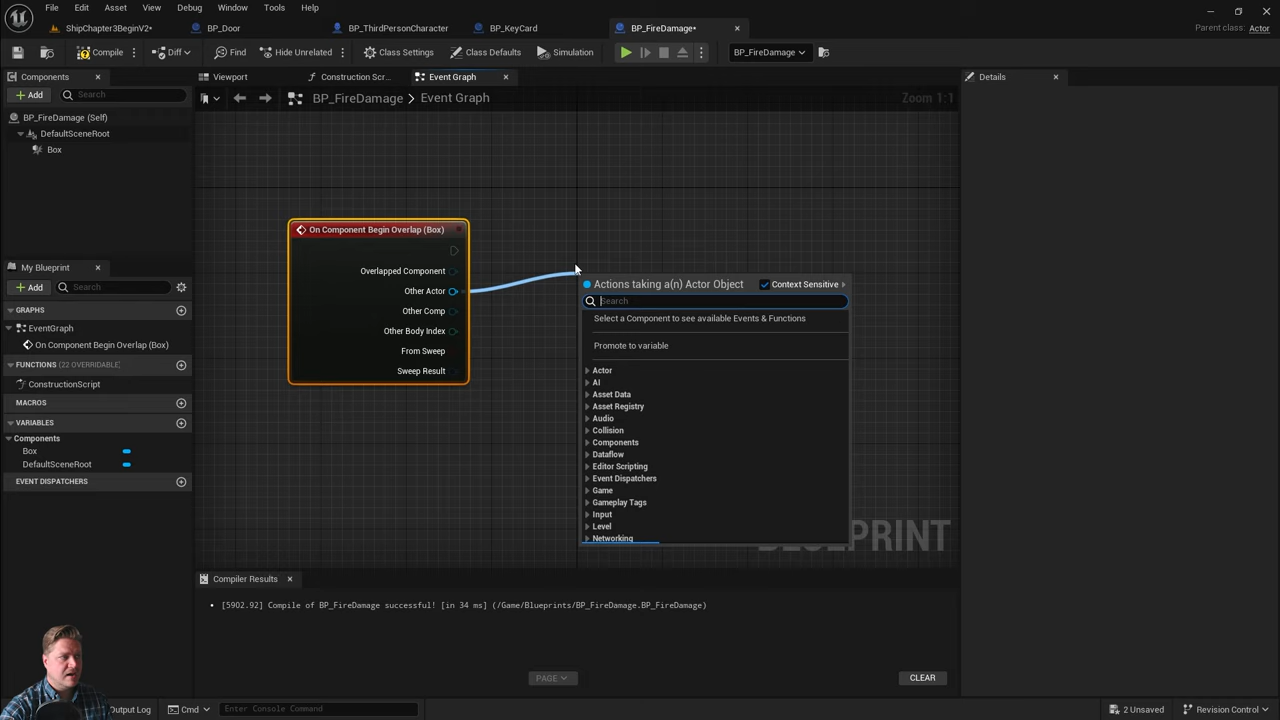 File Edit Asset View Debug Window Tools Help
ShipChapter3BeginV2* BP_Door BP_ThirdPersonCharacter BP_KeyCard BP_FireDamage* Parent class: Actor
Compile Diff Find Hide Unrelated Class Settings Class Defaults Simulation BP_FireDamage
Components Viewport Construction Scr... Event Graph Details
Add Search BP_FireDamage > Event Graph Zoom 1:1
BP_FireDamage (Self)
DefaultSceneRoot
Box
On Component Begin Overlap (Box)
Overlapped Component
Other Actor
Other Comp
Other Body Index
From Sweep
Sweep Result
Actions taking a(n) Actor Object Context Sensitive
Search
Select a Component to see available Events & Functions
Promote to variable
Actor
AI
Asset Data
Asset Registry
Audio
Collision
Components
Dataflow
Editor Scripting
Event Dispatchers
Game
Gameplay Tags
Input
Level
Networking
BLUEPRINT
My Blueprint
Add Search
GRAPHS
EventGraph
On Component Begin Overlap (Box)
FUNCTIONS (22 OVERRIDABLE)
ConstructionScript
MACROS
VARIABLES
Components
Box
DefaultSceneRoot
EVENT DISPATCHERS
Compiler Results
[5902.92] Compile of BP_FireDamage successful! [in 34 ms] (/Game/Blueprints/BP_FireDamage.BP_FireDamage)
PAGE CLEAR
Output Log Cmd Enter Console Command 2 Unsaved Revision Control